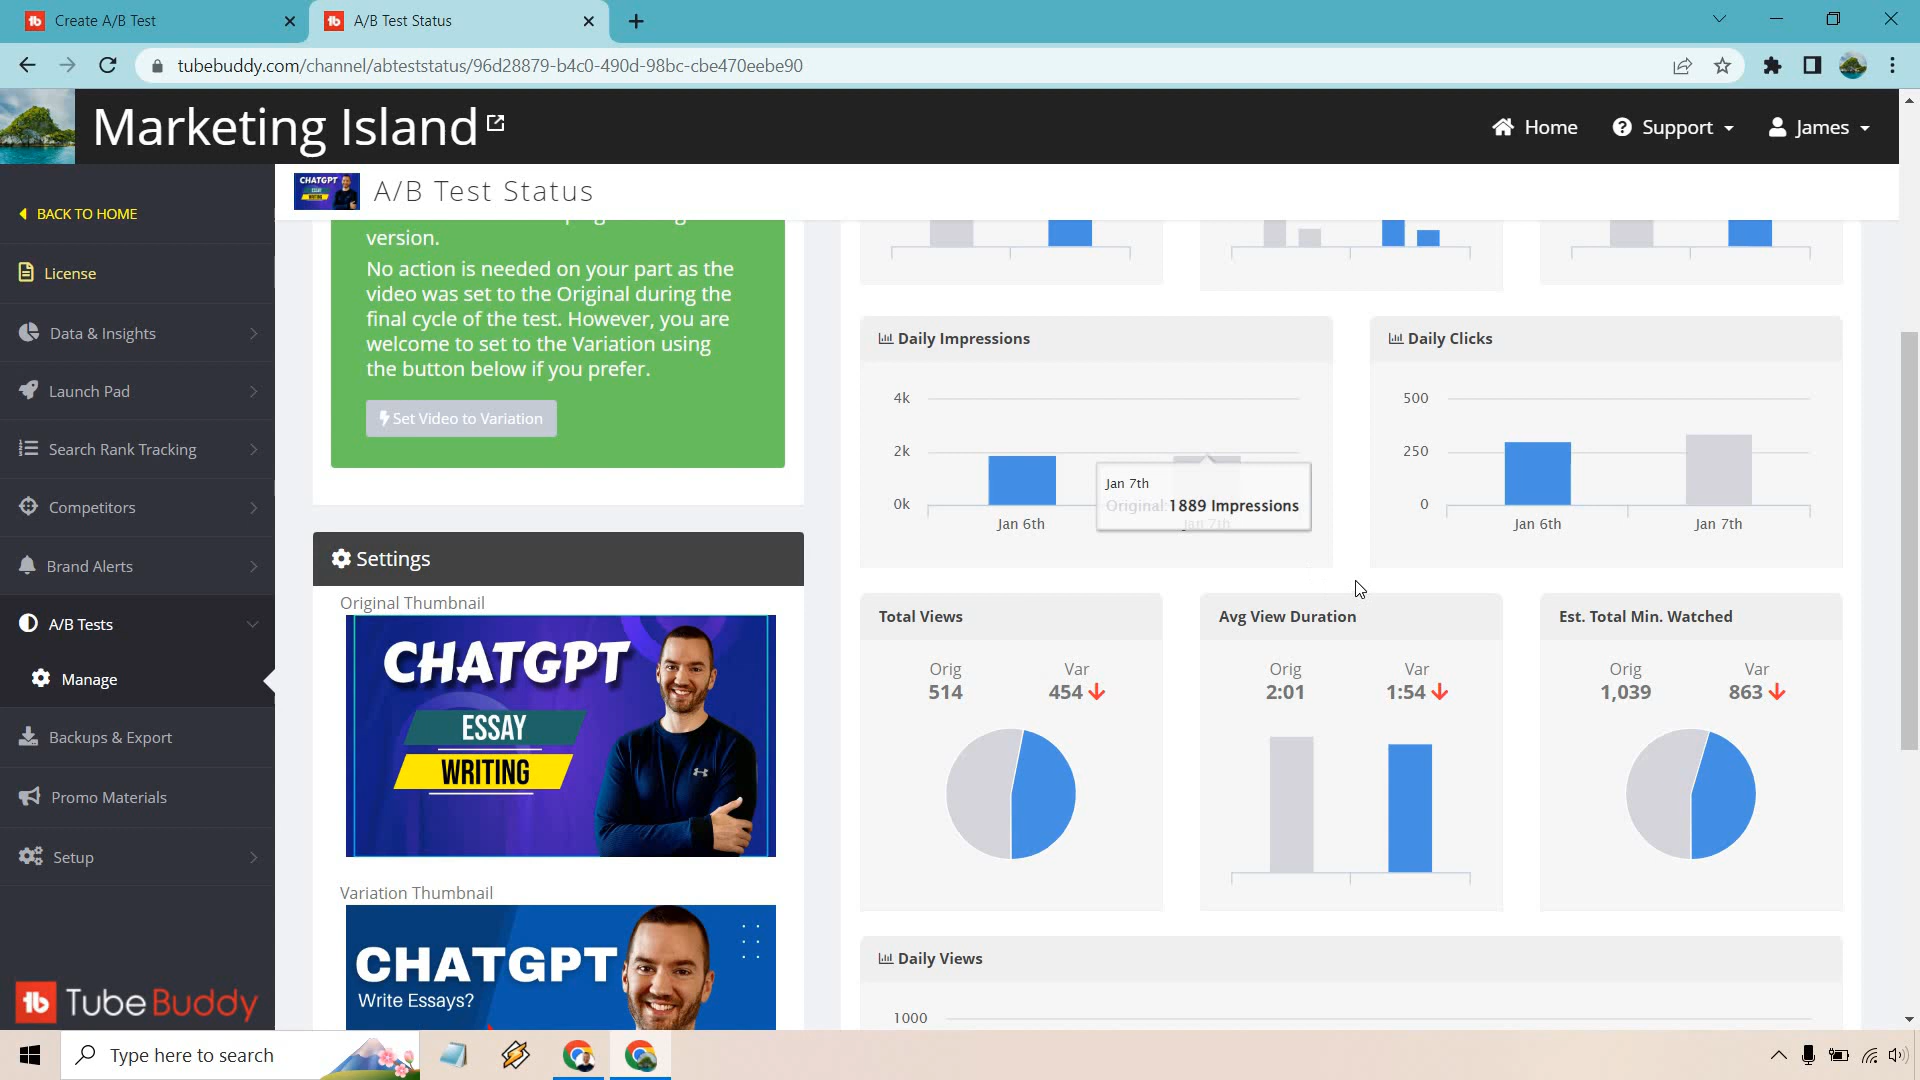 Create A/B Test
A/B Test Status
tubebuddy.com/channel/abteststatus/96d28879-b4c0-490d-98bc-cbe470eebe90
Marketing Island
Home
Support
James
CHATGPT
ESSAY
WRITING
A/B Test Status
BACK TO HOME
License
Data & Insights
Launch Pad
Search Rank Tracking
Competitors
Brand Alerts
A/B Tests
Manage
Backups & Export
Promo Materials
Setup
TubeBuddy
version.
No action is needed on your part as the
video was set to the Original during the
final cycle of the test. However, you are
welcome to set to the Variation using
the button below if you prefer.
Set Video to Variation
Settings
Original Thumbnail
CHATGPT
ESSAY
WRITING
Variation Thumbnail
CHATGPT
Write Essays?
Daily Impressions
4k
2k
0k
Jan 6th
Jan 7th
Jan 7th
Original: 1889 Impressions
Daily Clicks
500
250
0
Jan 6th
Jan 7th
Total Views
Orig Var
514 454
Avg View Duration
Orig Var
2:01 1:54
Est. Total Min. Watched
Orig Var
1,039 863
Daily Views
1000
Type here to search